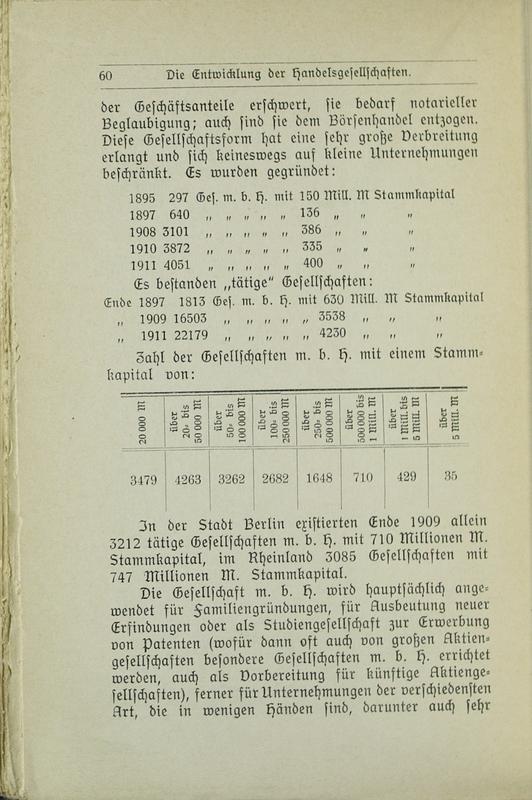 60 Die Entwicklung der Handelsgesellschaften.
der Geschäftsanteile erschwert, sie bedarf notarieller
Beglaubigung; auch sind sie dem Börsenhandel entzogen.
Diese Gesellschaftsform hat eine sehr große Verbreitung
erlangt und sich keineswegs auf kleine Unternehmungen
beschränkt. Es wurden gegründet:
1895 297 Ges. m. b. H. mit 150 Mill. M Stammkapital
1897 640 „ „ „ „ „ 136 „ „ „
1908 3101 „ „ „ „ „ 386 „ „ „
1910 3872 „ „ „ „ „ 335 „ „ „
1911 4051 „ „ „ „ „ 400 „ „ „
Es bestanden „tätige“ Gesellschaften:
Ende 1897 1813 Ges. m. b. H. mit 630 Mill. M Stammkapital
„ 1909 16503 „ „ „ „ „ 3538 „ „ „
„ 1911 22179 „ „ „ „ „ 4230 „ „ „
Zahl der Gesellschaften m. b. H. mit einem Stamm-
kapital von:
20 000 M
über
20- bis
50 000 M
über
50- bis
100 000 M
über
100- bis
250 000 M
über
250- bis
500 000 M
über
500 000 bis
1 Mill. M
über
1 Mill. bis
5 Mill. M
über
5 Mill. M
3479 4263 3262 2682 1648 710 429 35
In der Stadt Berlin existierten Ende 1909 allein
3212 tätige Gesellschaften m. b. H. mit 710 Millionen M.
Stammkapital, im Rheinland 3085 Gesellschaften mit
747 Millionen M. Stammkapital.
Die Gesellschaft m. b. H. wird hauptsächlich ange-
wendet für Familiengründungen, für Ausbeutung neuer
Erfindungen oder als Studiengesellschaft zur Erwerbung
von Patenten (wofür dann oft auch von großen Aktien-
gesellschaften besondere Gesellschaften m. b. H. errichtet
werden, auch als Vorbereitung für künftige Aktienge-
sellschaften), ferner für Unternehmungen der verschiedensten
Art, die in wenigen Händen sind, darunter auch sehr